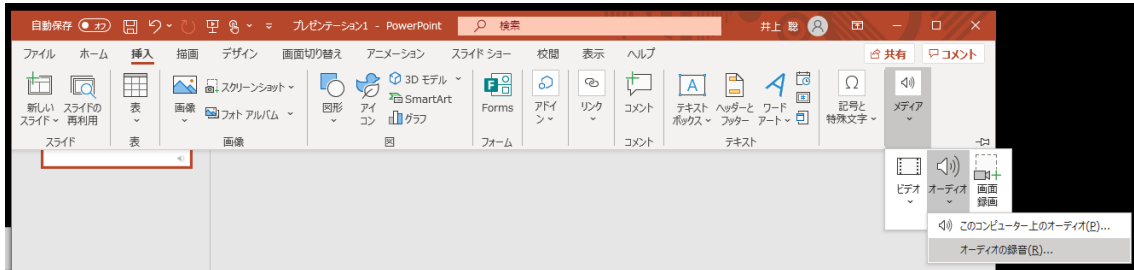 自動保存 オフ プレゼンテーション1 - PowerPoint 検索 井上 聡
ファイル ホーム 挿入 描画 デザイン 画面切り替え アニメーション スライド ショー 校閲 表示 ヘルプ 共有 コメント
新しい
スライド
スライドの
再利用
スライド
表
表
画像
スクリーンショット
フォト アルバム
画像
図形
アイ
コン
3D モデル
SmartArt
グラフ
図
Forms
フォーム
アドイ
ン
リンク
コメント
コメント
テキスト
ボックス
ヘッダーと
フッター
ワード
アート
テキスト
記号と
特殊文字
メディア
ビデオ
オーディオ
画面
録画
このコンピューター上のオーディオ(P)...
オーディオの録音(R)...